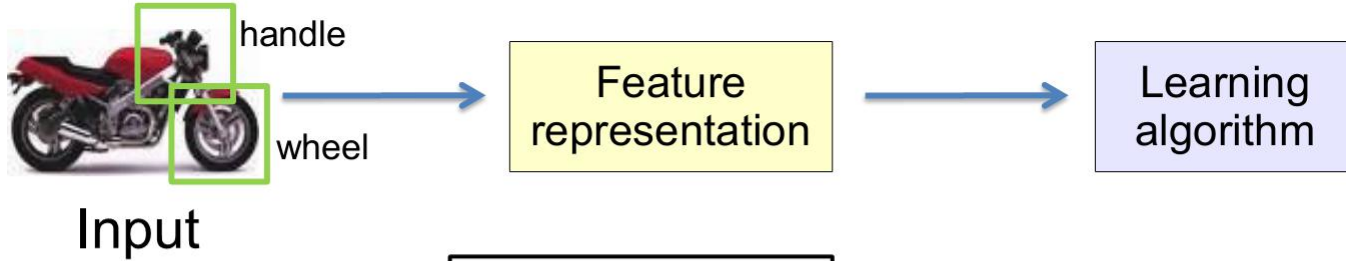 handle
wheel
Input
Feature
representation
Learning
algorithm